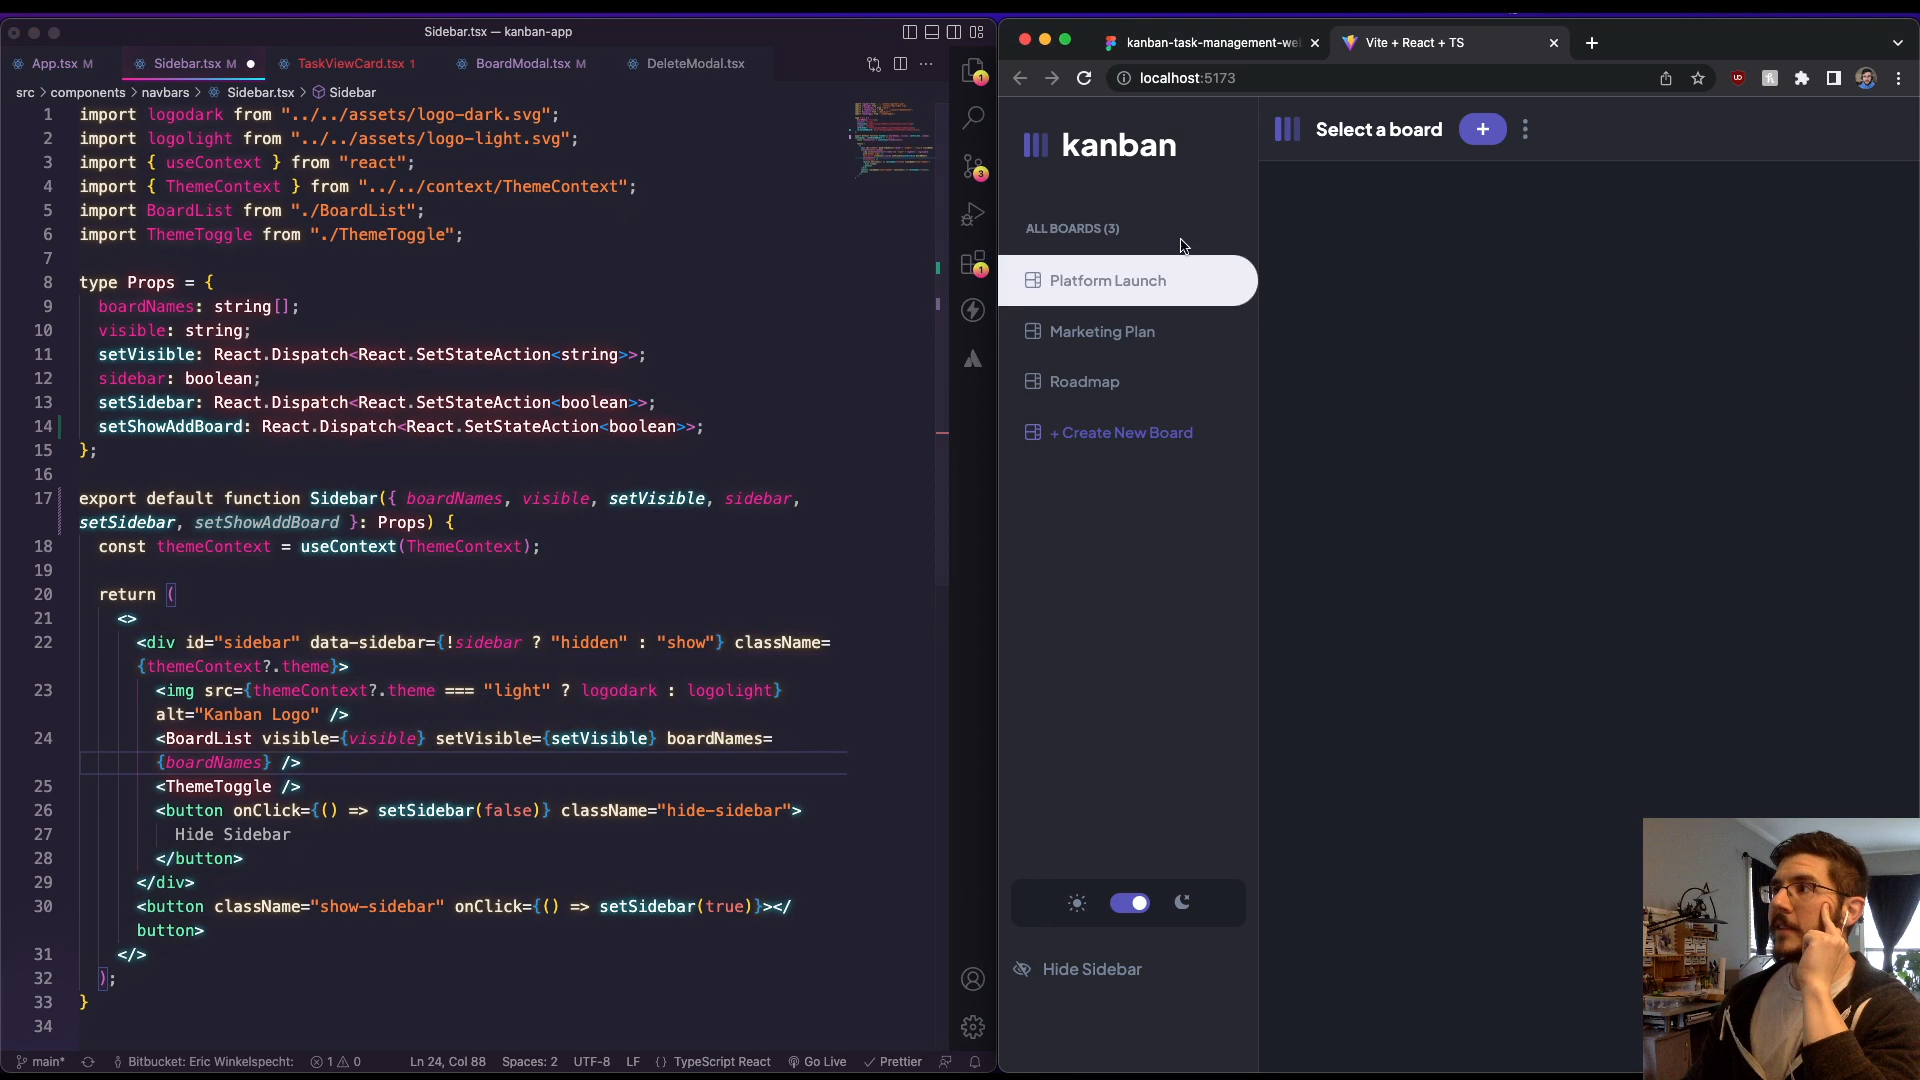 Sidebar.tsx — kanban-app
App.tsx M
Sidebar.tsx M
TaskViewCard.tsx 1
BoardModal.tsx M
DeleteModal.tsx
src > components > navbars > Sidebar.tsx > Sidebar
1 import logodark from "../../assets/logo-dark.svg";
2 import logolight from "../../assets/logo-light.svg";
3 import { useContext } from "react";
4 import { ThemeContext } from "../../context/ThemeContext";
5 import BoardList from "./BoardList";
6 import ThemeToggle from "./ThemeToggle";
7
8 type Props = {
9 boardNames: string[];
10 visible: string;
11 setVisible: React.Dispatch<React.SetStateAction<string>>;
12 sidebar: boolean;
13 setSidebar: React.Dispatch<React.SetStateAction<boolean>>;
14 setShowAddBoard: React.Dispatch<React.SetStateAction<boolean>>;
15 };
16
17 export default function Sidebar({ boardNames, visible, setVisible, sidebar,
setSidebar, setShowAddBoard }: Props) {
18 const themeContext = useContext(ThemeContext);
19
20 return (
21 <>
22 <div id="sidebar" data-sidebar={!sidebar ? "hidden" : "show"} className=
{themeContext?.theme}>
23 <img src={themeContext?.theme === "light" ? logodark : logolight}
alt="Kanban Logo" />
24 <BoardList visible={visible} setVisible={setVisible} boardNames=
{boardNames} />
25 <ThemeToggle />
26 <button onClick={() => setSidebar(false)} className="hide-sidebar">
27 Hide Sidebar
28 </button>
29 </div>
30 <button className="show-sidebar" onClick={() => setSidebar(true)}></
button>
31 </>
32 );
33 }
34
main*
Bitbucket: Eric Winkelspecht:
1
0
Ln 24, Col 88
Spaces: 2
UTF-8
LF
{} TypeScript React
Go Live
Prettier
1
3
1
kanban-task-management-we
Vite + React + TS
localhost:5173
kanban
Select a board
+
ALL BOARDS (3)
Platform Launch
Marketing Plan
Roadmap
+ Create New Board
Hide Sidebar